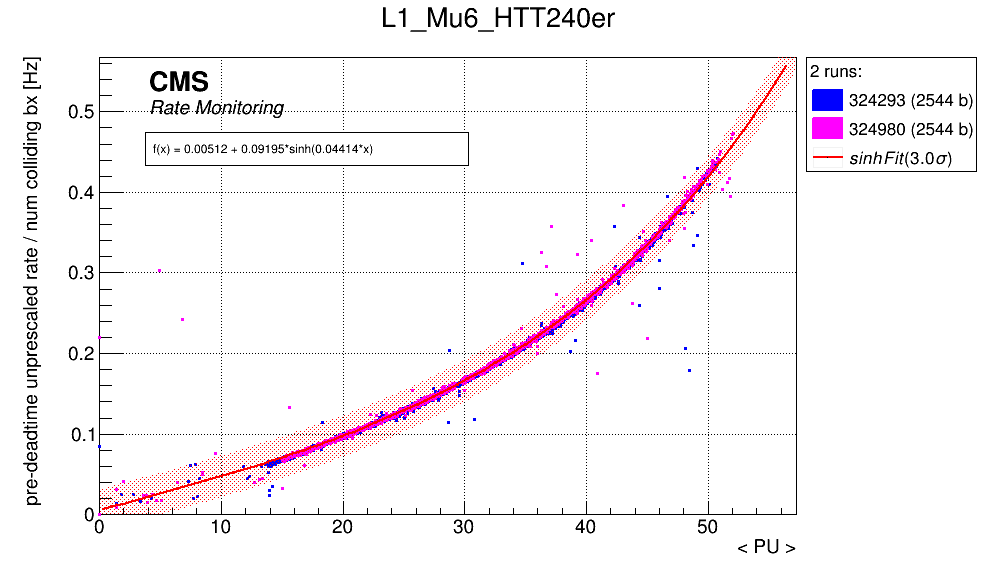 L1_Mu6_HTT240er
pre-deadtime unprescaled rate / num colliding bx [Hz]
CMS
Rate Monitoring
f(x) = 0.00512 + 0.09195*sinh(0.04414*x)
2 runs:
324293 (2544 b)
324980 (2544 b)
sinhFit(3.0σ)
0.5
0.4
0.3
0.2
0.1
0
0 10 20 30 40 50
< PU >